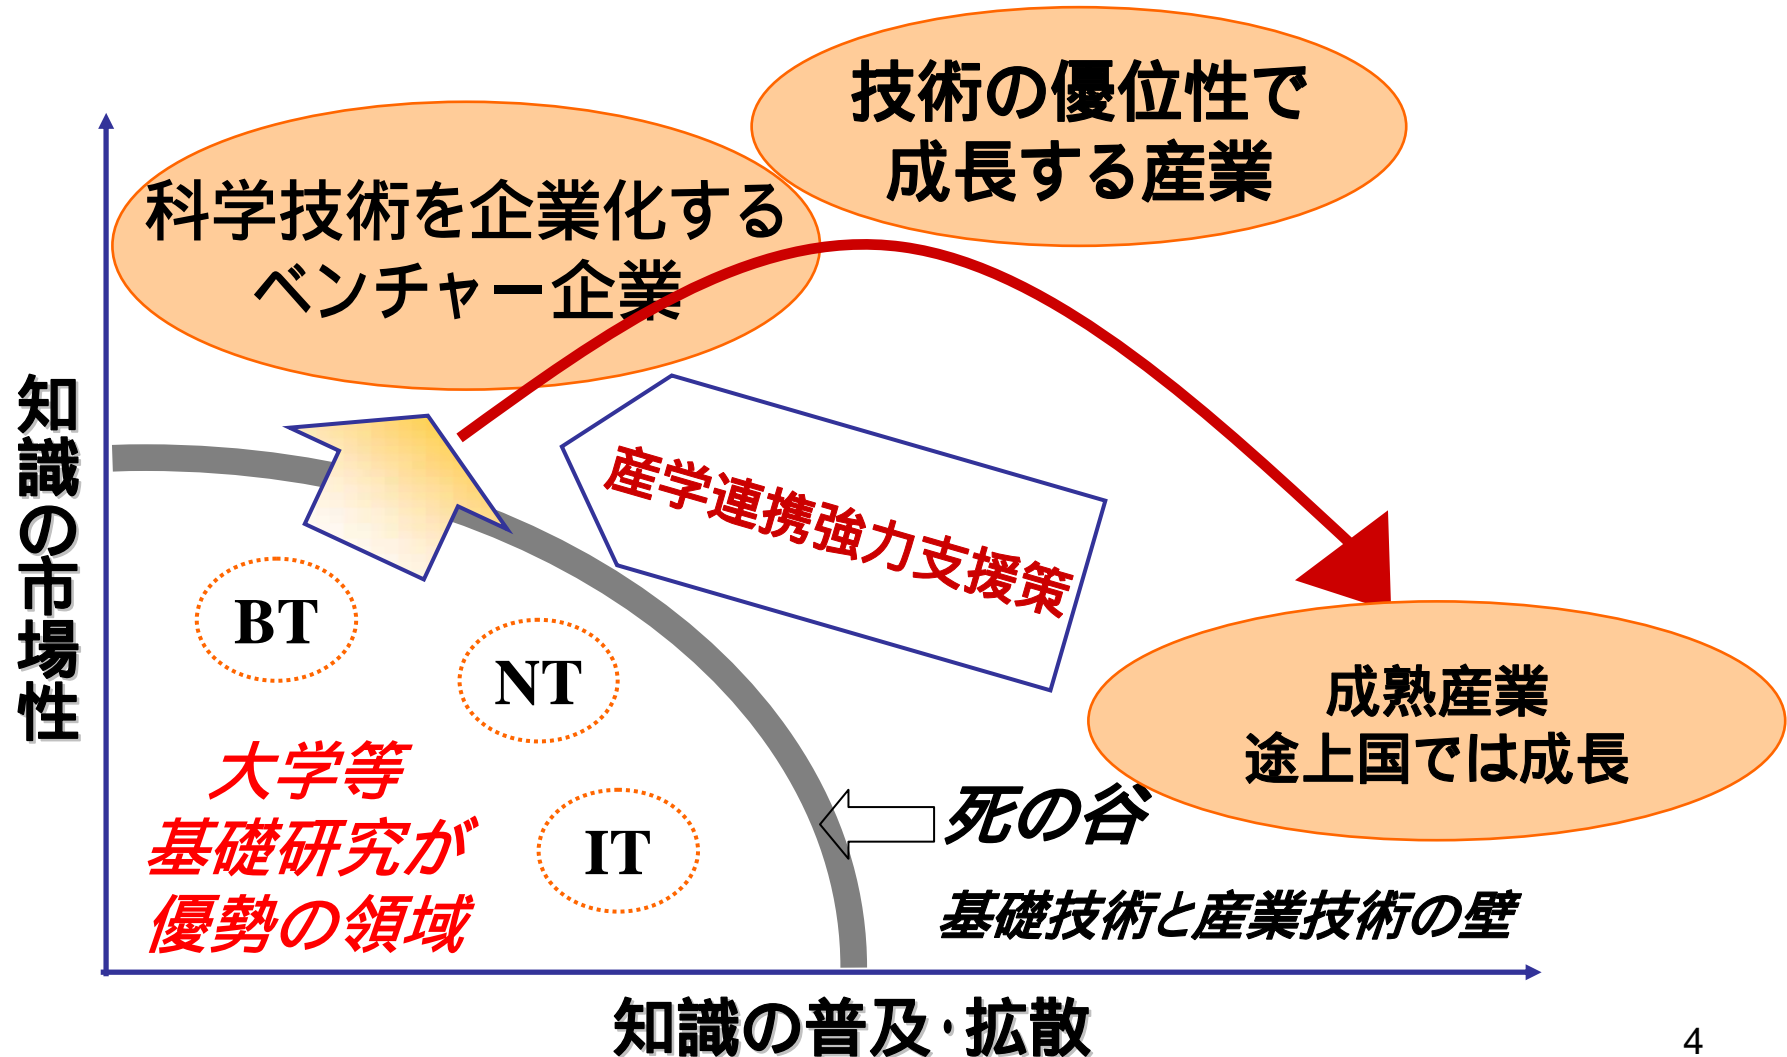 技術の優位性で
成長する産業
科学技術を企業化する
ベンチャー企業
知識の市場性
産学連携強力支援策
BT
NT
IT
大学等
基礎研究が
優勢の領域
成熟産業
途上国では成長
死の谷
基礎技術と産業技術の壁
知識の普及・拡散
4